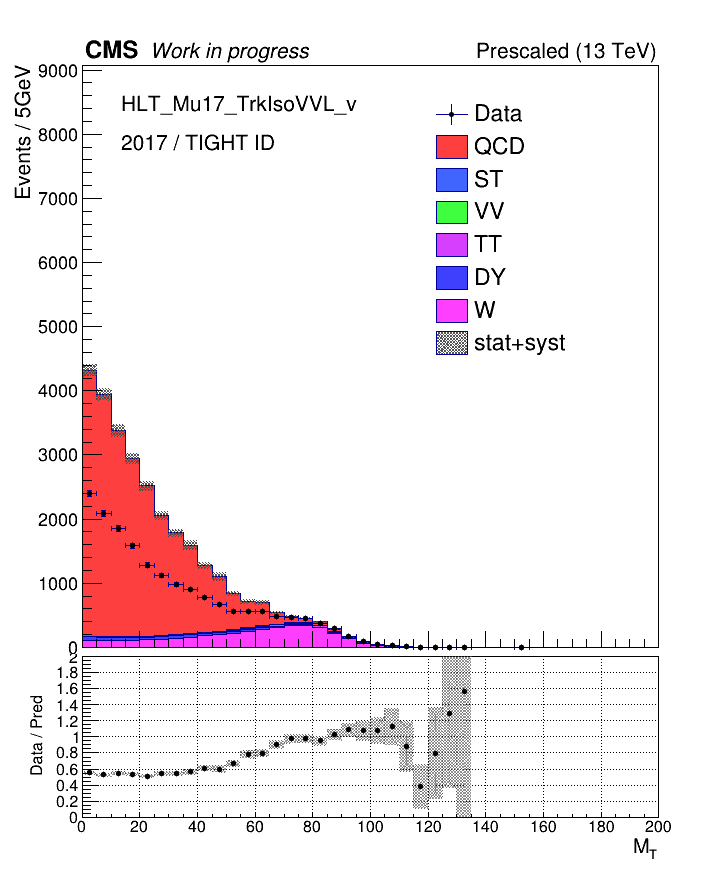 CMS Work in progress Prescaled (13 TeV)
Events / 5GeV
9000
8000
7000
6000
5000
4000
3000
2000
1000
0
HLT_Mu17_TrkIsoVVL_v
2017 / TIGHT ID
Data
QCD
ST
VV
TT
DY
W
stat+syst
Data / Pred
2
1.8
1.6
1.4
1.2
1
0.8
0.6
0.4
0.2
0
0 20 40 60 80 100 120 140 160 180 200
M_T